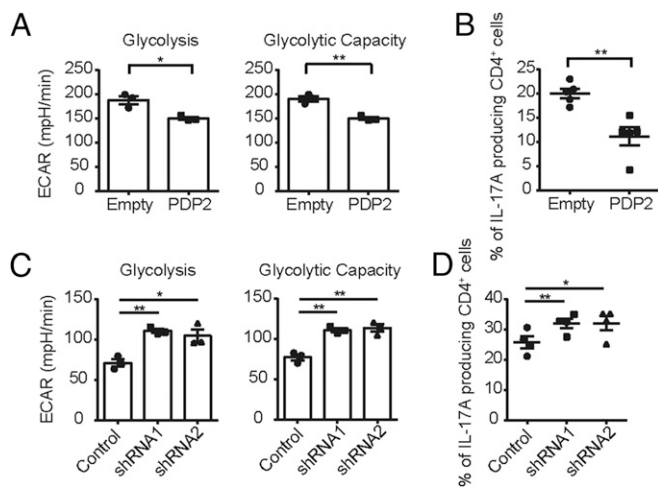 A
Glycolysis
Glycolytic Capacity
*
**
ECAR (mpH/min)
250
200
150
100
50
0
Empty PDP2
250
200
150
100
50
0
Empty PDP2
B
**
% of IL-17A producing CD4+ cells
25
20
15
10
5
0
Empty PDP2
C
Glycolysis
Glycolytic Capacity
*
**
**
**
ECAR (mpH/min)
150
100
50
0
Control
shRNA1
shRNA2
150
100
50
0
Control
shRNA1
shRNA2
D
*
**
% of IL-17A producing CD4+ cells
40
30
20
10
0
Control
shRNA1
shRNA2